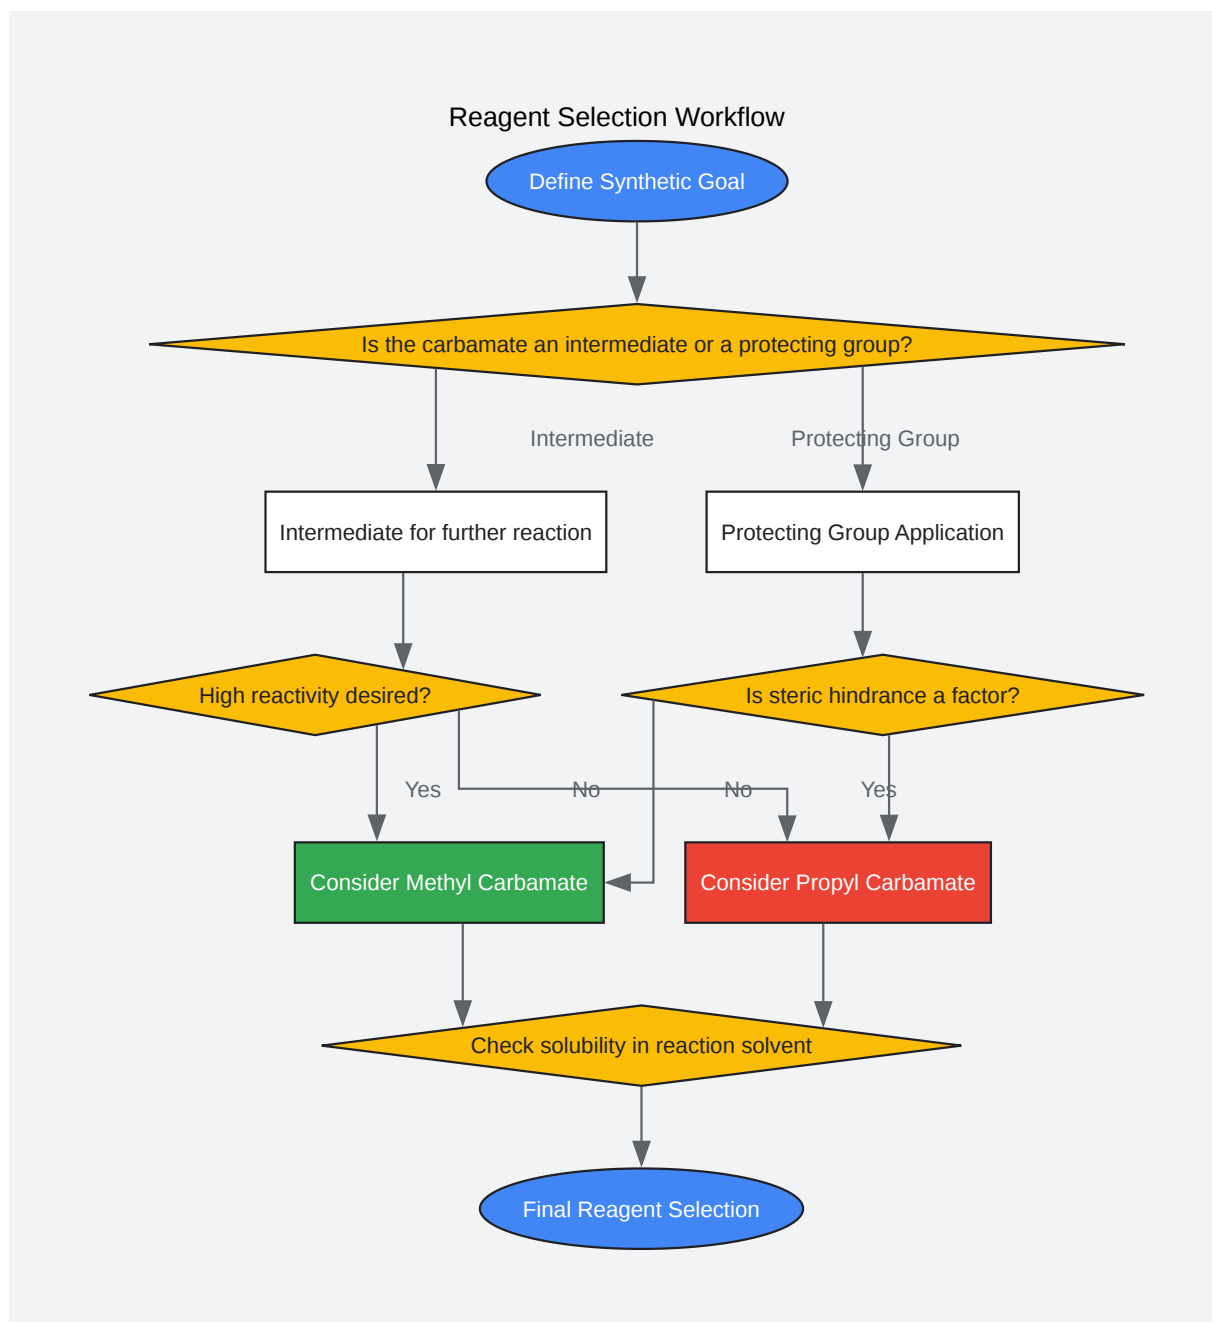 Reagent Selection Workflow
Define Synthetic Goal
Is the carbamate an intermediate or a protecting group?
Intermediate
Protecting Group
Intermediate for further reaction
Protecting Group Application
High reactivity desired?
Is steric hindrance a factor?
Yes
No
No
Yes
Consider Methyl Carbamate
Consider Propyl Carbamate
Check solubility in reaction solvent
Final Reagent Selection